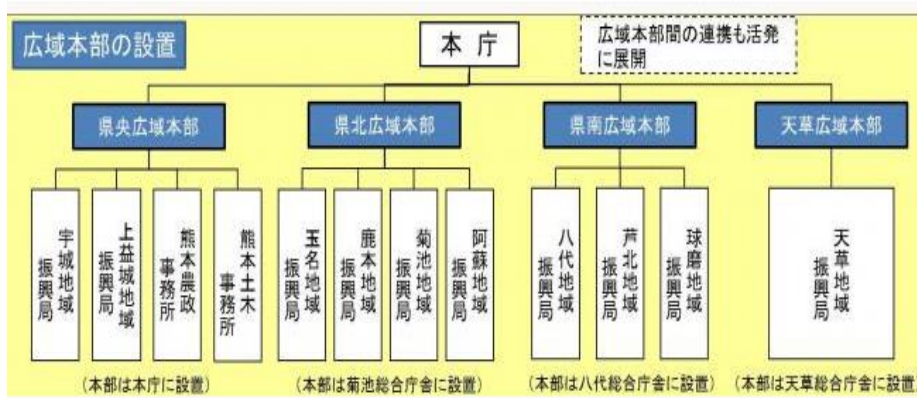 広域本部の設置
本庁
広域本部間の連携も活発
に展開
県央広域本部
県北広域本部
県南広域本部
天草広域本部
宇城地域
振興局
上益城地域
振興局
熊本農政
事務所
熊本土木
事務所
玉名地域
振興局
鹿本地域
振興局
菊池地域
振興局
阿蘇地域
振興局
八代地域
振興局
芦北地域
振興局
球磨地域
振興局
天草地域
振興局
(本部は本庁に設置)
(本部は菊池総合庁舎に設置)
(本部は八代総合庁舎に設置)
(本部は天草総合庁舎に設置)